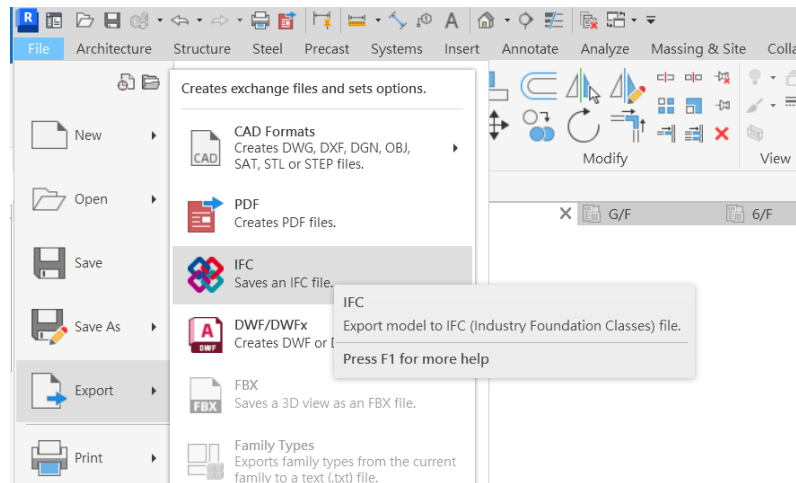 R
A
File Architecture Structure Steel Precast Systems Insert Annotate Analyze Massing & Site
New
Open
Save
Save As
Export
Print
Creates exchange files and sets options.
CAD
CAD Formats
Creates DWG, DXF, DGN, OBJ,
SAT, STL or STEP files.
PDF
Creates PDF files.
IFC
Saves an IFC file.
A
DWF
DWF/DWFx
Creates DWF or
FBX
FBX
Saves a 3D view as an FBX file.
Family Types
Exports family types from the current
family to a text (.txt) file.
IFC
Export model to IFC (Industry Foundation Classes) file.
Press F1 for more help
Modify
View
G/F
6/F